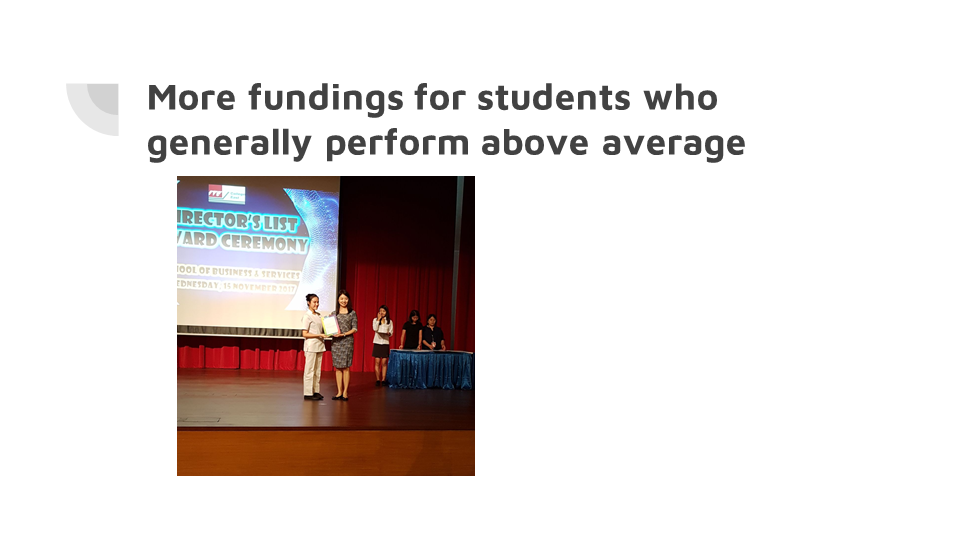 More fundings for students who
generally perform above average
IRECTOR'S LIST
ARD CEREMONY
OOL OF BUSINESS & SERVICES
EDNESDAY, 15 NOVEMBER 2017